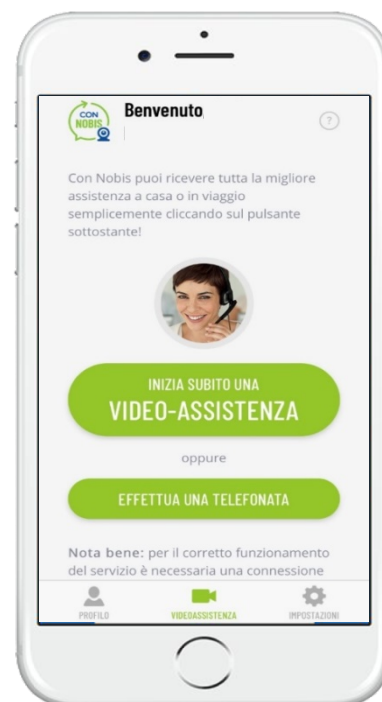 CON
NOBIS
Benvenuto
?
Con Nobis puoi ricevere tutta la migliore
assistenza a casa o in viaggio
semplicemente cliccando sul pulsante
sottostante!
INIZIA SUBITO UNA
VIDEO-ASSISTENZA
oppure
EFFETTUA UNA TELEFONATA
Nota bene: per il corretto funzionamento
del servizio è necessaria una connessione
PROFILO VIDEOASSISTENZA IMPOSTAZIONI